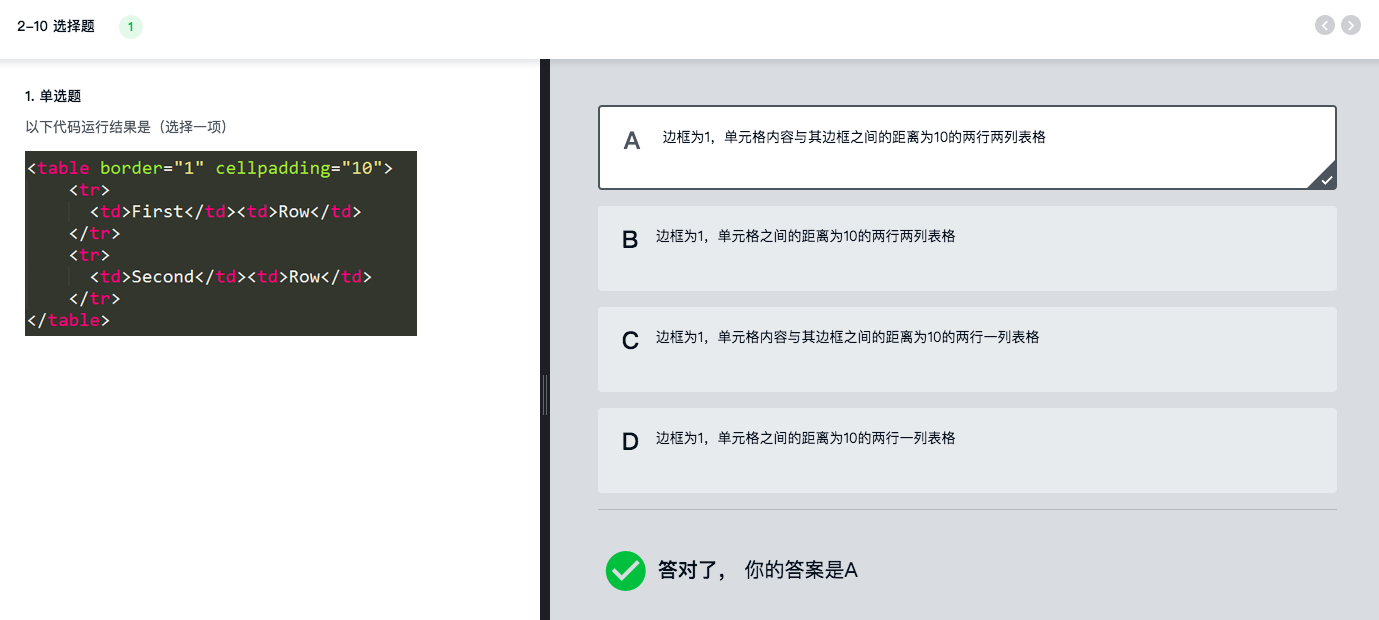 2-10 选择题 1
1. 单选题
以下代码运行结果是（选择一项）
<table border="1" cellpadding="10">
    <tr>
      <td>First</td><td>Row</td>
    </tr>
    <tr>
      <td>Second</td><td>Row</td>
    </tr>
</table>
A 边框为1，单元格内容与其边框之间的距离为10的两行两列表格
B 边框为1，单元格之间的距离为10的两行两列表格
C 边框为1，单元格内容与其边框之间的距离为10的两行一列表格
D 边框为1，单元格之间的距离为10的两行一列表格
答对了， 你的答案是A